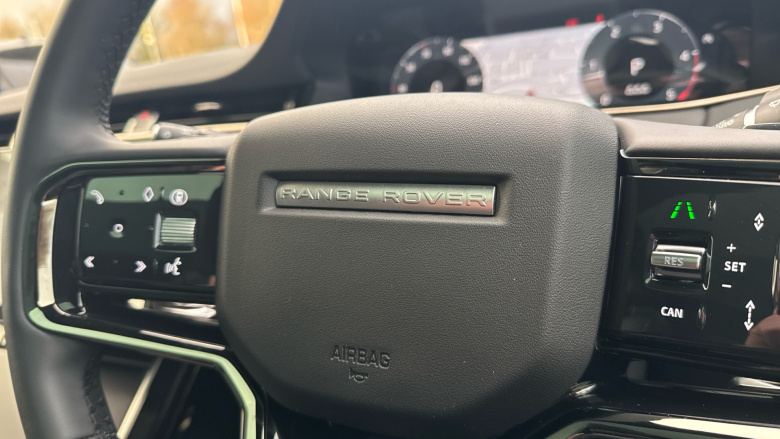 RANGE ROVER
AIRBAG
RES
+
SET
−
CAN
P